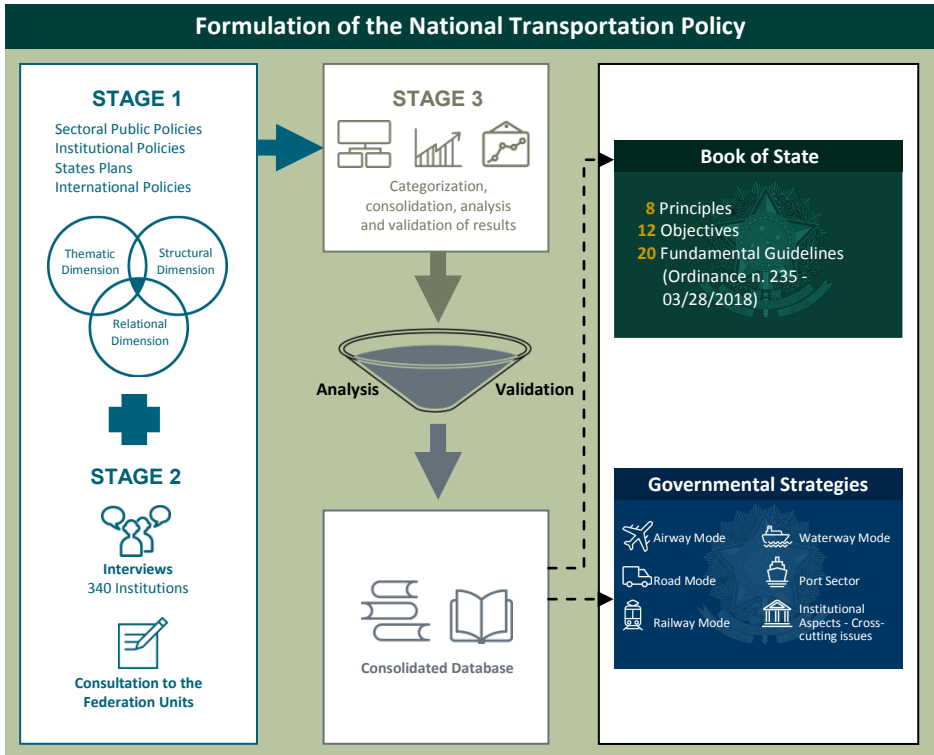 Formulation of the National Transportation Policy
STAGE 1
Sectoral Public Policies
Institutional Policies
States Plans
International Policies
Thematic
Dimension
Structural
Dimension
Relational
Dimension
STAGE 2
Interviews
340 Institutions
Consultation to the
Federation Units
STAGE 3
Categorization,
consolidation, analysis
and validation of results
Analysis
Validation
Consolidated Database
Book of State
8 Principles
12 Objectives
20 Fundamental Guidelines
(Ordinance n. 235 -
03/28/2018)
Governmental Strategies
Airway Mode
Waterway Mode
Road Mode
Port Sector
Railway Mode
Institutional
Aspects - Cross-
cutting issues